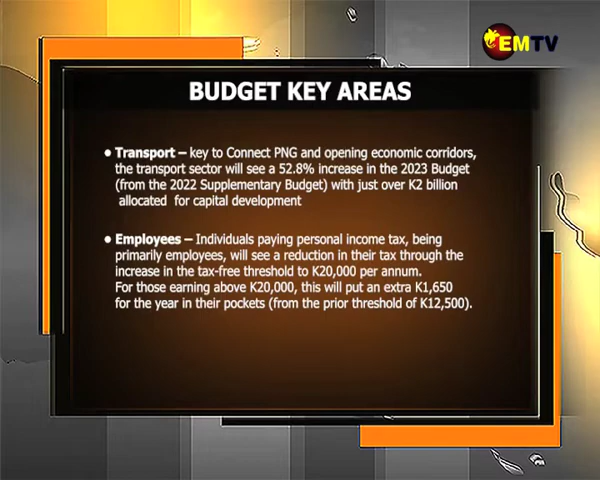 EMTV
BUDGET KEY AREAS
• Transport – key to Connect PNG and opening economic corridors,
the transport sector will see a 52.8% increase in the 2023 Budget
(from the 2022 Supplementary Budget) with just over K2 billion
allocated for capital development
• Employees – Individuals paying personal income tax, being
primarily employees, will see a reduction in their tax through the
increase in the tax-free threshold to K20,000 per annum.
For those earning above K20,000, this will put an extra K1,650
for the year in their pockets (from the prior threshold of K12,500).